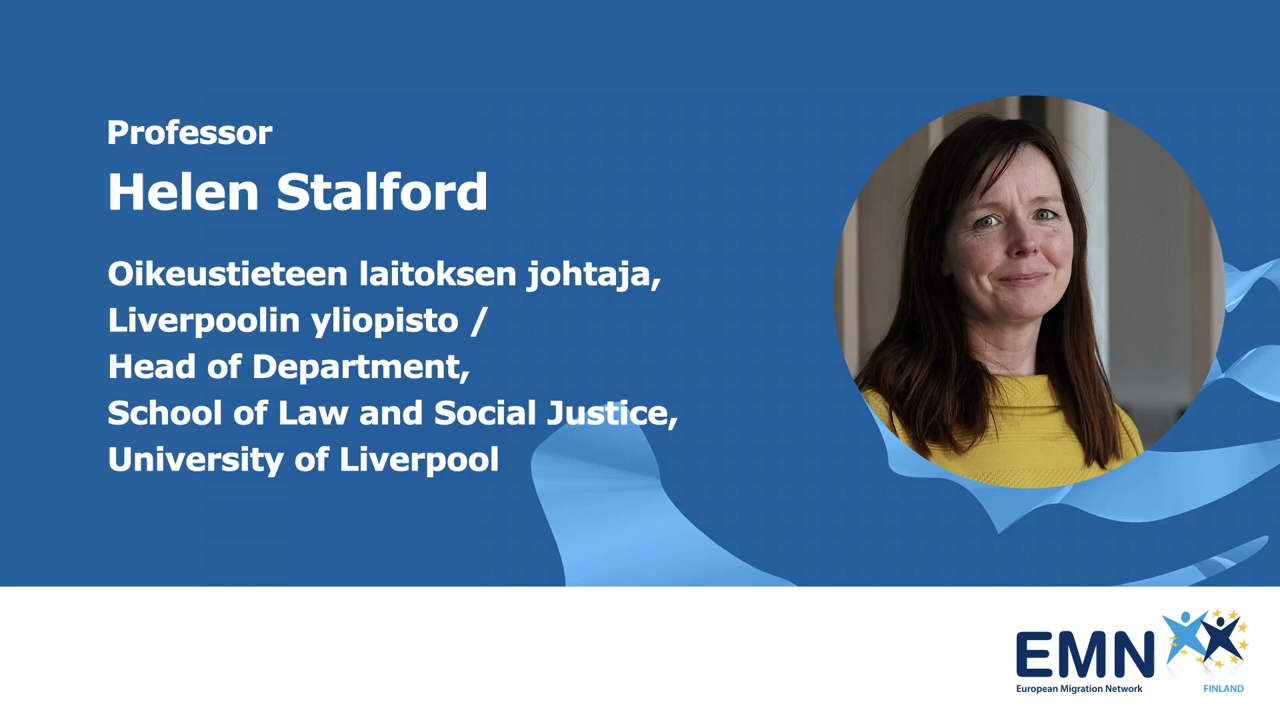 Professor
Helen Stalford
Oikeustieteen laitoksen johtaja,
Liverpoolin yliopisto /
Head of Department,
School of Law and Social Justice,
University of Liverpool
EMN
European Migration Network
FINLAND